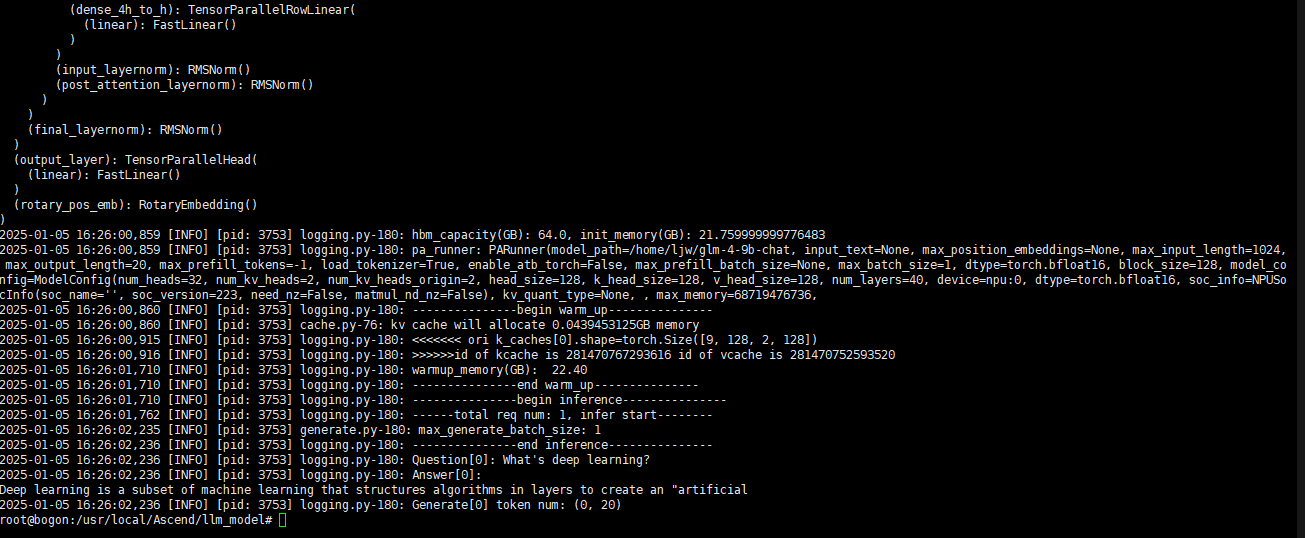 (dense_4h_to_h): TensorParallelRowLinear(
(linear): FastLinear()
)
)
(input_layernorm): RMSNorm()
(post_attention_layernorm): RMSNorm()
)
)
(final_layernorm): RMSNorm()
)
(output_layer): TensorParallelHead(
(linear): FastLinear()
)
(rotary_pos_emb): RotaryEmbedding()
)
2025-01-05 16:26:00,859 [INFO] [pid: 3753] logging.py-180: hbm_capacity(GB): 64.0, init_memory(GB): 21.759999999776483
2025-01-05 16:26:00,859 [INFO] [pid: 3753] logging.py-180: pa_runner: PARunner(model_path=/home/ljw/glm-4-9b-chat, input_text=None, max_position_embeddings=None, max_input_length=1024,
max_output_length=20, max_prefill_tokens=-1, load_tokenizer=True, enable_atb_torch=False, max_prefill_batch_size=None, max_batch_size=1, dtype=torch.bfloat16, block_size=128, model_co
nfig=ModelConfig(num_heads=32, num_kv_heads=2, num_kv_heads_origin=2, head_size=128, k_head_size=128, v_head_size=128, num_layers=40, device=npu:0, dtype=torch.bfloat16, soc_info=NPUSo
cInfo(soc_name='', soc_version=223, need_nz=False, matmul_nd_nz=False), kv_quant_type=None, , max_memory=68719476736,
2025-01-05 16:26:00,860 [INFO] [pid: 3753] logging.py-180: ---------------begin warm_up---------------
2025-01-05 16:26:00,860 [INFO] [pid: 3753] cache.py-76: kv cache will allocate 0.0439453125GB memory
2025-01-05 16:26:00,915 [INFO] [pid: 3753] logging.py-180: <<<<<<< ori k_caches[0].shape=torch.Size([9, 128, 2, 128])
2025-01-05 16:26:00,916 [INFO] [pid: 3753] logging.py-180: >>>>>>id of kcache is 281470767293616 id of vcache is 281470752593520
2025-01-05 16:26:01,710 [INFO] [pid: 3753] logging.py-180: warmup_memory(GB):  22.40
2025-01-05 16:26:01,710 [INFO] [pid: 3753] logging.py-180: ---------------end warm_up---------------
2025-01-05 16:26:01,710 [INFO] [pid: 3753] logging.py-180: ---------------begin inference---------------
2025-01-05 16:26:01,762 [INFO] [pid: 3753] logging.py-180: ------total req num: 1, infer start--------
2025-01-05 16:26:02,235 [INFO] [pid: 3753] generate.py-180: max_generate_batch_size: 1
2025-01-05 16:26:02,236 [INFO] [pid: 3753] logging.py-180: ---------------end inference---------------
2025-01-05 16:26:02,236 [INFO] [pid: 3753] logging.py-180: Question[0]: What's deep learning?
2025-01-05 16:26:02,236 [INFO] [pid: 3753] logging.py-180: Answer[0]:
Deep learning is a subset of machine learning that structures algorithms in layers to create an "artificial
2025-01-05 16:26:02,236 [INFO] [pid: 3753] logging.py-180: Generate[0] token num: (0, 20)
root@bogon:/usr/local/Ascend/llm_model#